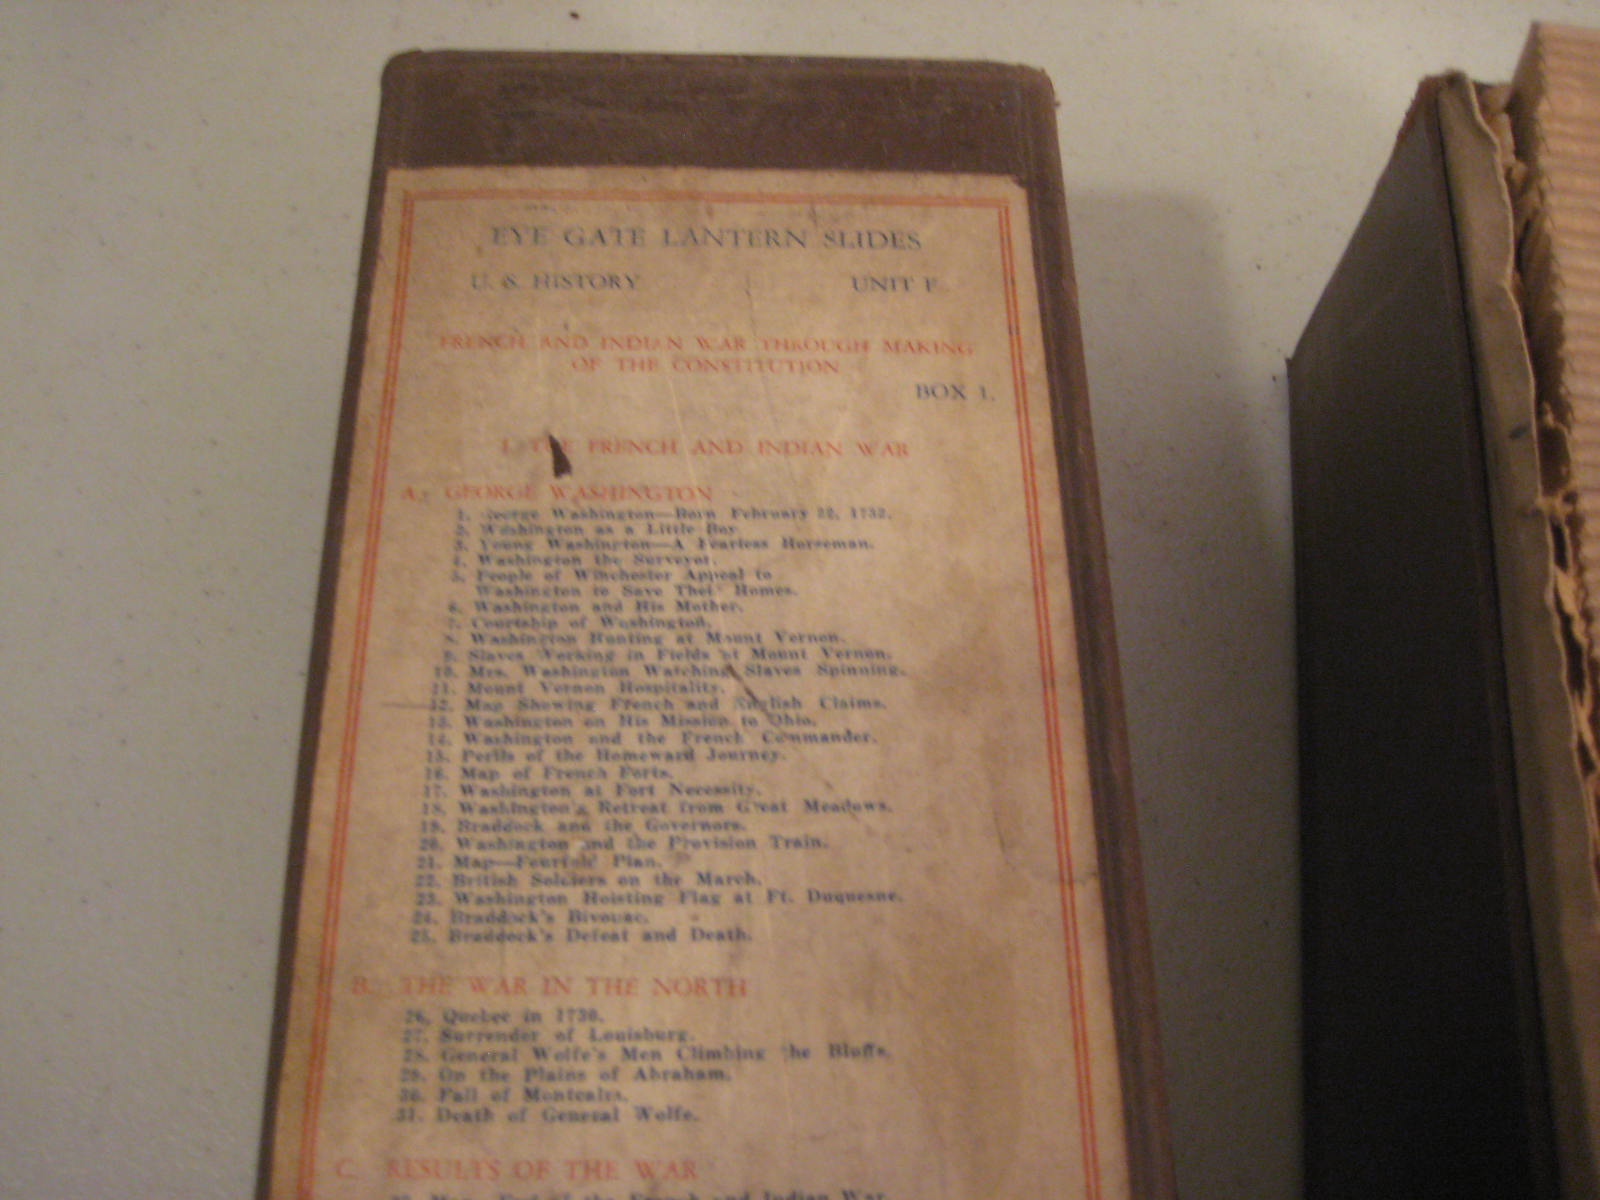 EYE GATE LANTERN SLIDES
U. S. HISTORY UNIT F
FRENCH AND INDIAN WAR THROUGH MAKING
OF THE CONSTITUTION
BOX 1.
I. THE FRENCH AND INDIAN WAR
A. GEORGE WASHINGTON
1. George Washington—Born February 22, 1732.
2. Washington as a Little Boy.
3. Young Washington—A Fearless Horseman.
4. Washington the Surveyor.
5. People of Winchester Appeal to
Washington to Save Their Homes.
6. Washington and His Mother.
7. Courtship of Washington.
8. Washington Hunting at Mount Vernon.
9. Slaves Working in Fields at Mount Vernon.
10. Mrs. Washington Watching Slaves Spinning.
11. Mount Vernon Hospitality.
12. Map Showing French and English Claims.
13. Washington on His Mission to Ohio.
14. Washington and the French Commander.
15. Perils of the Homeward Journey.
16. Map of French Forts.
17. Washington at Fort Necessity.
18. Washington's Retreat from Great Meadows.
19. Braddock and the Governors.
20. Washington and the Provision Train.
21. Map—Fourfold Plan.
22. British Soldiers on the March.
23. Washington Hoisting Flag at Ft. Duquesne.
24. Braddock's Bivouac.
25. Braddock's Defeat and Death.
B. THE WAR IN THE NORTH
26. Quebec in 1730.
27. Surrender of Louisburg.
28. General Wolfe's Men Climbing the Bluffs.
29. On the Plains of Abraham.
30. Fall of Montcalm.
31. Death of General Wolfe.
C. RESULTS OF THE WAR
of the French and Indian War